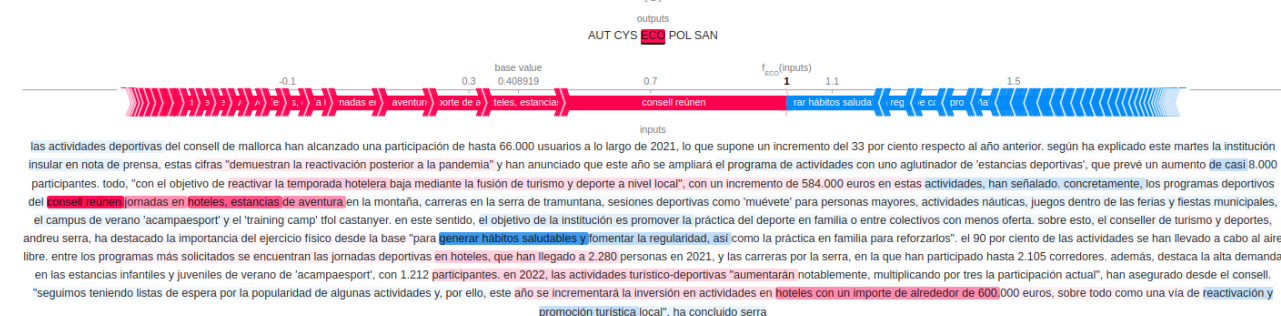 outputs
AUT CYS ECO POL SAN
base value fECO(inputs)
-0.1 0.3 0.408919 0.7 1 1.1 1.5
nadas en aventura orte de a teles, estancias consell reúnen rar hábitos saluda reg e ca pro
inputs
las actividades deportivas del consell de mallorca han alcanzado una participación de hasta 66.000 usuarios a lo largo de 2021, lo que supone un incremento del 33 por ciento respecto al año anterior. según ha explicado este martes la institución
insular en nota de prensa, estas cifras "demuestran la reactivación posterior a la pandemia" y han anunciado que este año se ampliará el programa de actividades con uno aglutinador de 'estancias deportivas', que prevé un aumento de casi 8.000
participantes. todo, "con el objetivo de reactivar la temporada hotelera baja mediante la fusión de turismo y deporte a nivel local", con un incremento de 584.000 euros en estas actividades, han señalado. concretamente, los programas deportivos
del consell reúnen jornadas en hoteles, estancias de aventura en la montaña, carreras en la serra de tramuntana, sesiones deportivas como 'muévete' para personas mayores, actividades náuticas, juegos dentro de las ferias y fiestas municipales,
el campus de verano 'acampaesport' y el 'training camp' tfol castanyer. en este sentido, el objetivo de la institución es promover la práctica del deporte en familia o entre colectivos con menos oferta. sobre esto, el conseller de turismo y deportes,
andreu serra, ha destacado la importancia del ejercicio físico desde la base "para generar hábitos saludables y fomentar la regularidad, así como la práctica en familia para reforzarlos". el 90 por ciento de las actividades se han llevado a cabo al aire
libre. entre los programas más solicitados se encuentran las jornadas deportivas en hoteles, que han llegado a 2.280 personas en 2021, y las carreras por la serra, en la que han participado hasta 2.105 corredores. además, destaca la alta demanda
en las estancias infantiles y juveniles de verano de 'acampaesport', con 1.212 participantes. en 2022, las actividades turístico-deportivas "aumentarán notablemente, multiplicando por tres la participación actual", han asegurado desde el consell.
"seguimos teniendo listas de espera por la popularidad de algunas actividades y, por ello, este año se incrementará la inversión en actividades en hoteles con un importe de alrededor de 600.000 euros, sobre todo como una vía de reactivación y
promoción turística local", ha concluido serra